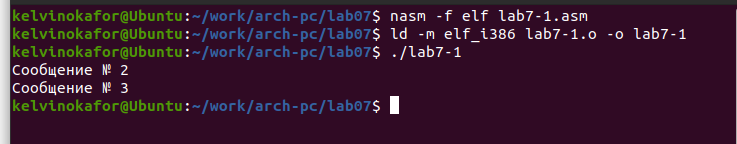 kelvinokafor@Ubuntu:~/work/arch-pc/lab07$ nasm -f elf lab7-1.asm
kelvinokafor@Ubuntu:~/work/arch-pc/lab07$ ld -m elf_i386 lab7-1.o -o lab7-1
kelvinokafor@Ubuntu:~/work/arch-pc/lab07$ ./lab7-1
Сообщение № 2
Сообщение № 3
kelvinokafor@Ubuntu:~/work/arch-pc/lab07$